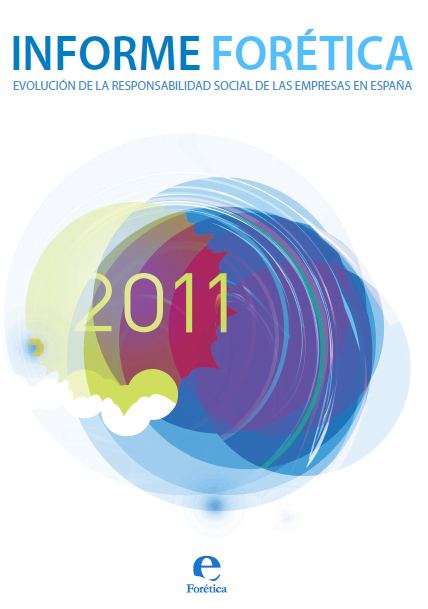 INFORME FORÉTICA
EVOLUCIÓN DE LA RESPONSABILIDAD SOCIAL DE LAS EMPRESAS EN ESPAÑA
2011
e
Forética